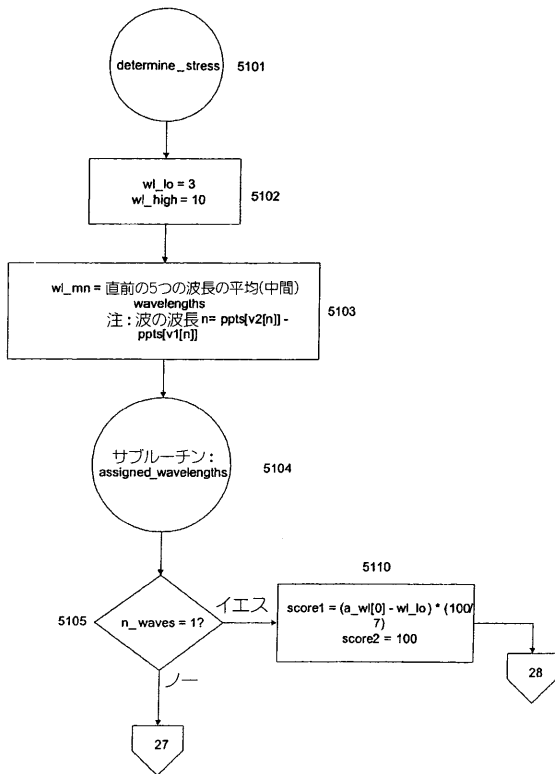 determine_stress
5101
wl_lo = 3
wl_high = 10
5102
wl_mn = 直前の5つの波長の平均(中間)
wavelengths
注:波の波長n= ppts[v2[n]] -
ppts[v1[n]]
5103
サブルーチン:
assigned_wavelengths
5104
5105
n_waves = 1?
イエス
ノー
5110
score1 = (a_wl[0] - wl_lo) * (100/
7)
score2 = 100
28
27